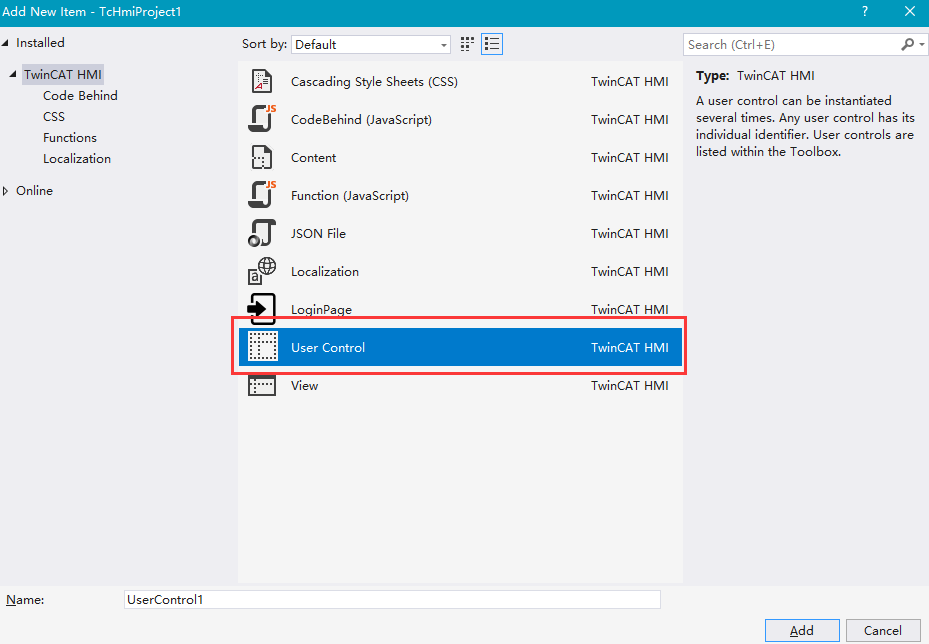 Add New Item - TcHmiProject1
?
Installed
TwinCAT HMI
Code Behind
CSS
Functions
Localization
Online
Sort by: Default
Cascading Style Sheets (CSS) TwinCAT HMI
JS
CodeBehind (JavaScript) TwinCAT HMI
Content TwinCAT HMI
JS
Function (JavaScript) TwinCAT HMI
JSON File TwinCAT HMI
a
Localization TwinCAT HMI
LoginPage TwinCAT HMI
User Control TwinCAT HMI
View TwinCAT HMI
Search (Ctrl+E)
Type: TwinCAT HMI
A user control can be instantiated
several times. Any user control has its
individual identifier. User controls are
listed within the Toolbox.
Name: UserControl1
Add Cancel